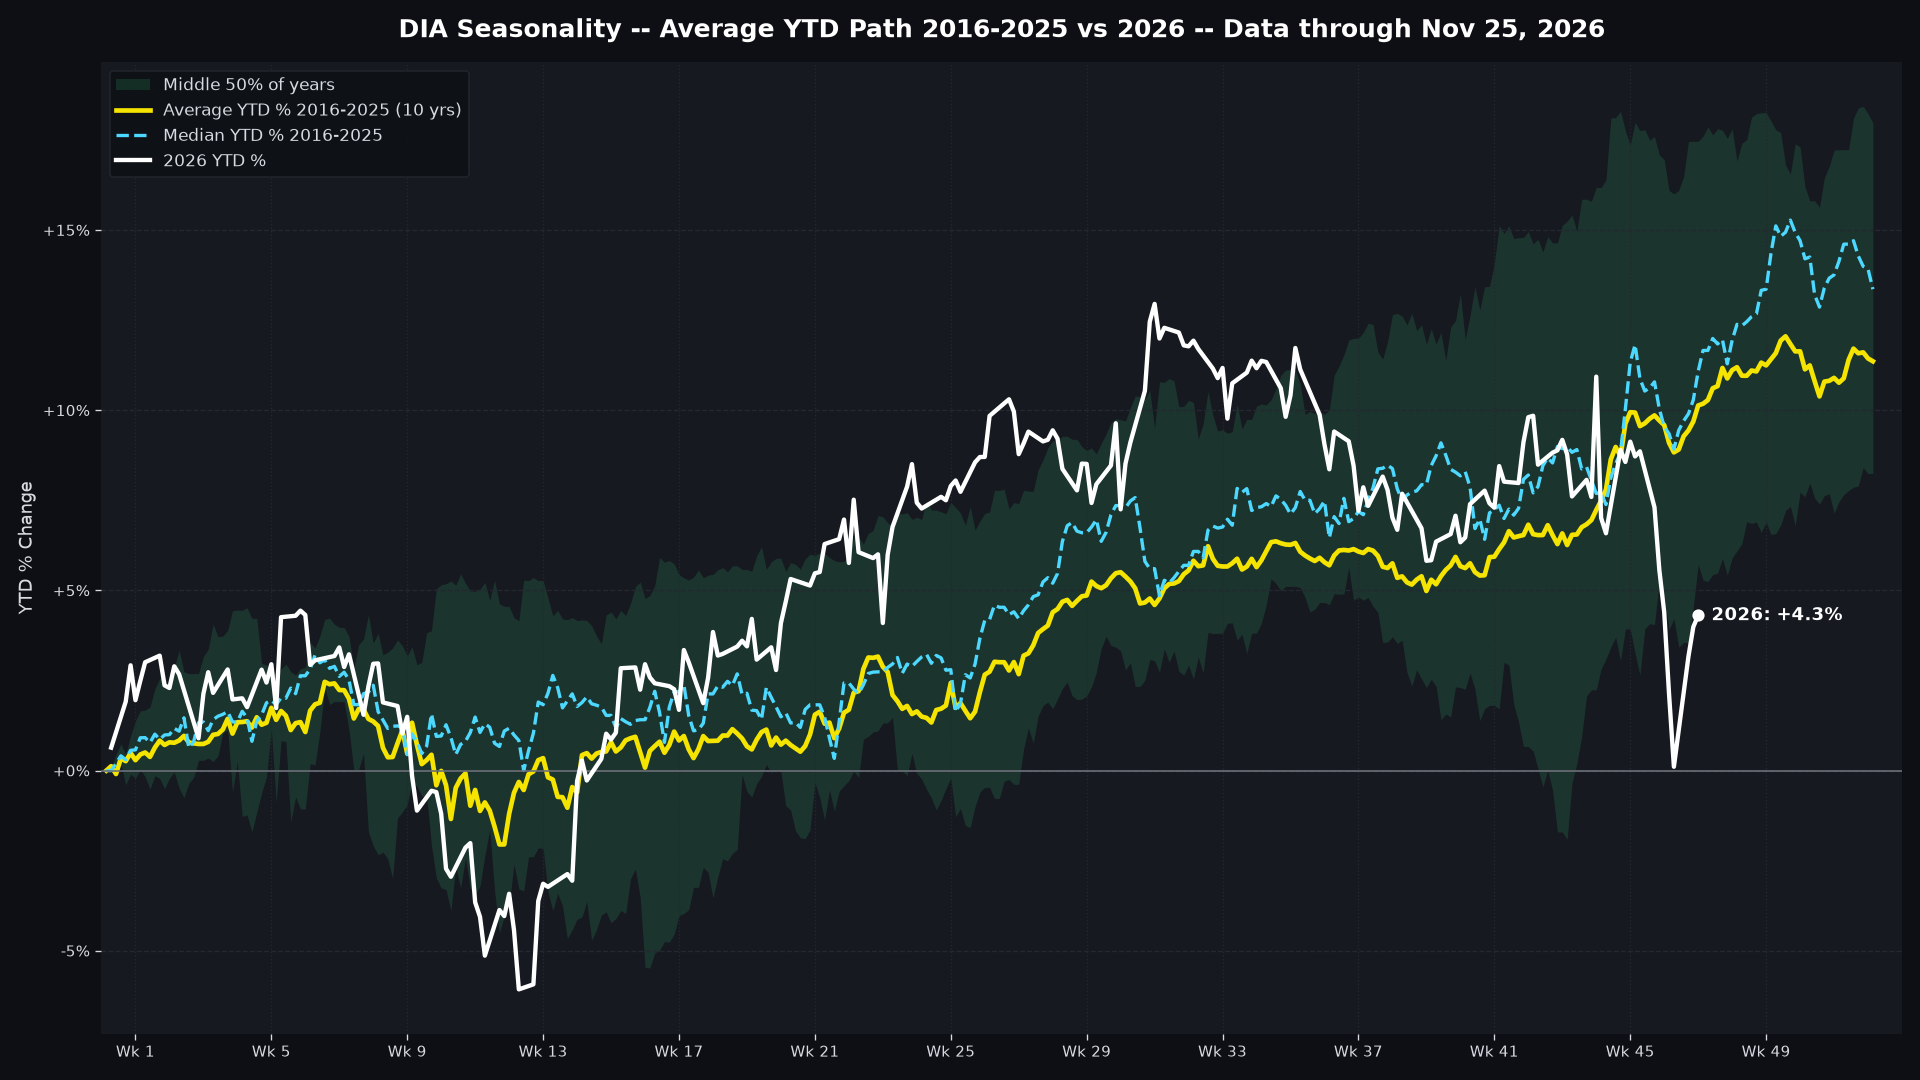 DIA Seasonality -- Average YTD Path 2016-2025 vs 2026 -- Data through Nov 25, 2026
Middle 50% of years
Average YTD % 2016-2025 (10 yrs)
Median YTD % 2016-2025
2026 YTD %
YTD % Change
+15%
+10%
+5%
+0%
-5%
2026: +4.3%
Wk 1 Wk 5 Wk 9 Wk 13 Wk 17 Wk 21 Wk 25 Wk 29 Wk 33 Wk 37 Wk 41 Wk 45 Wk 49